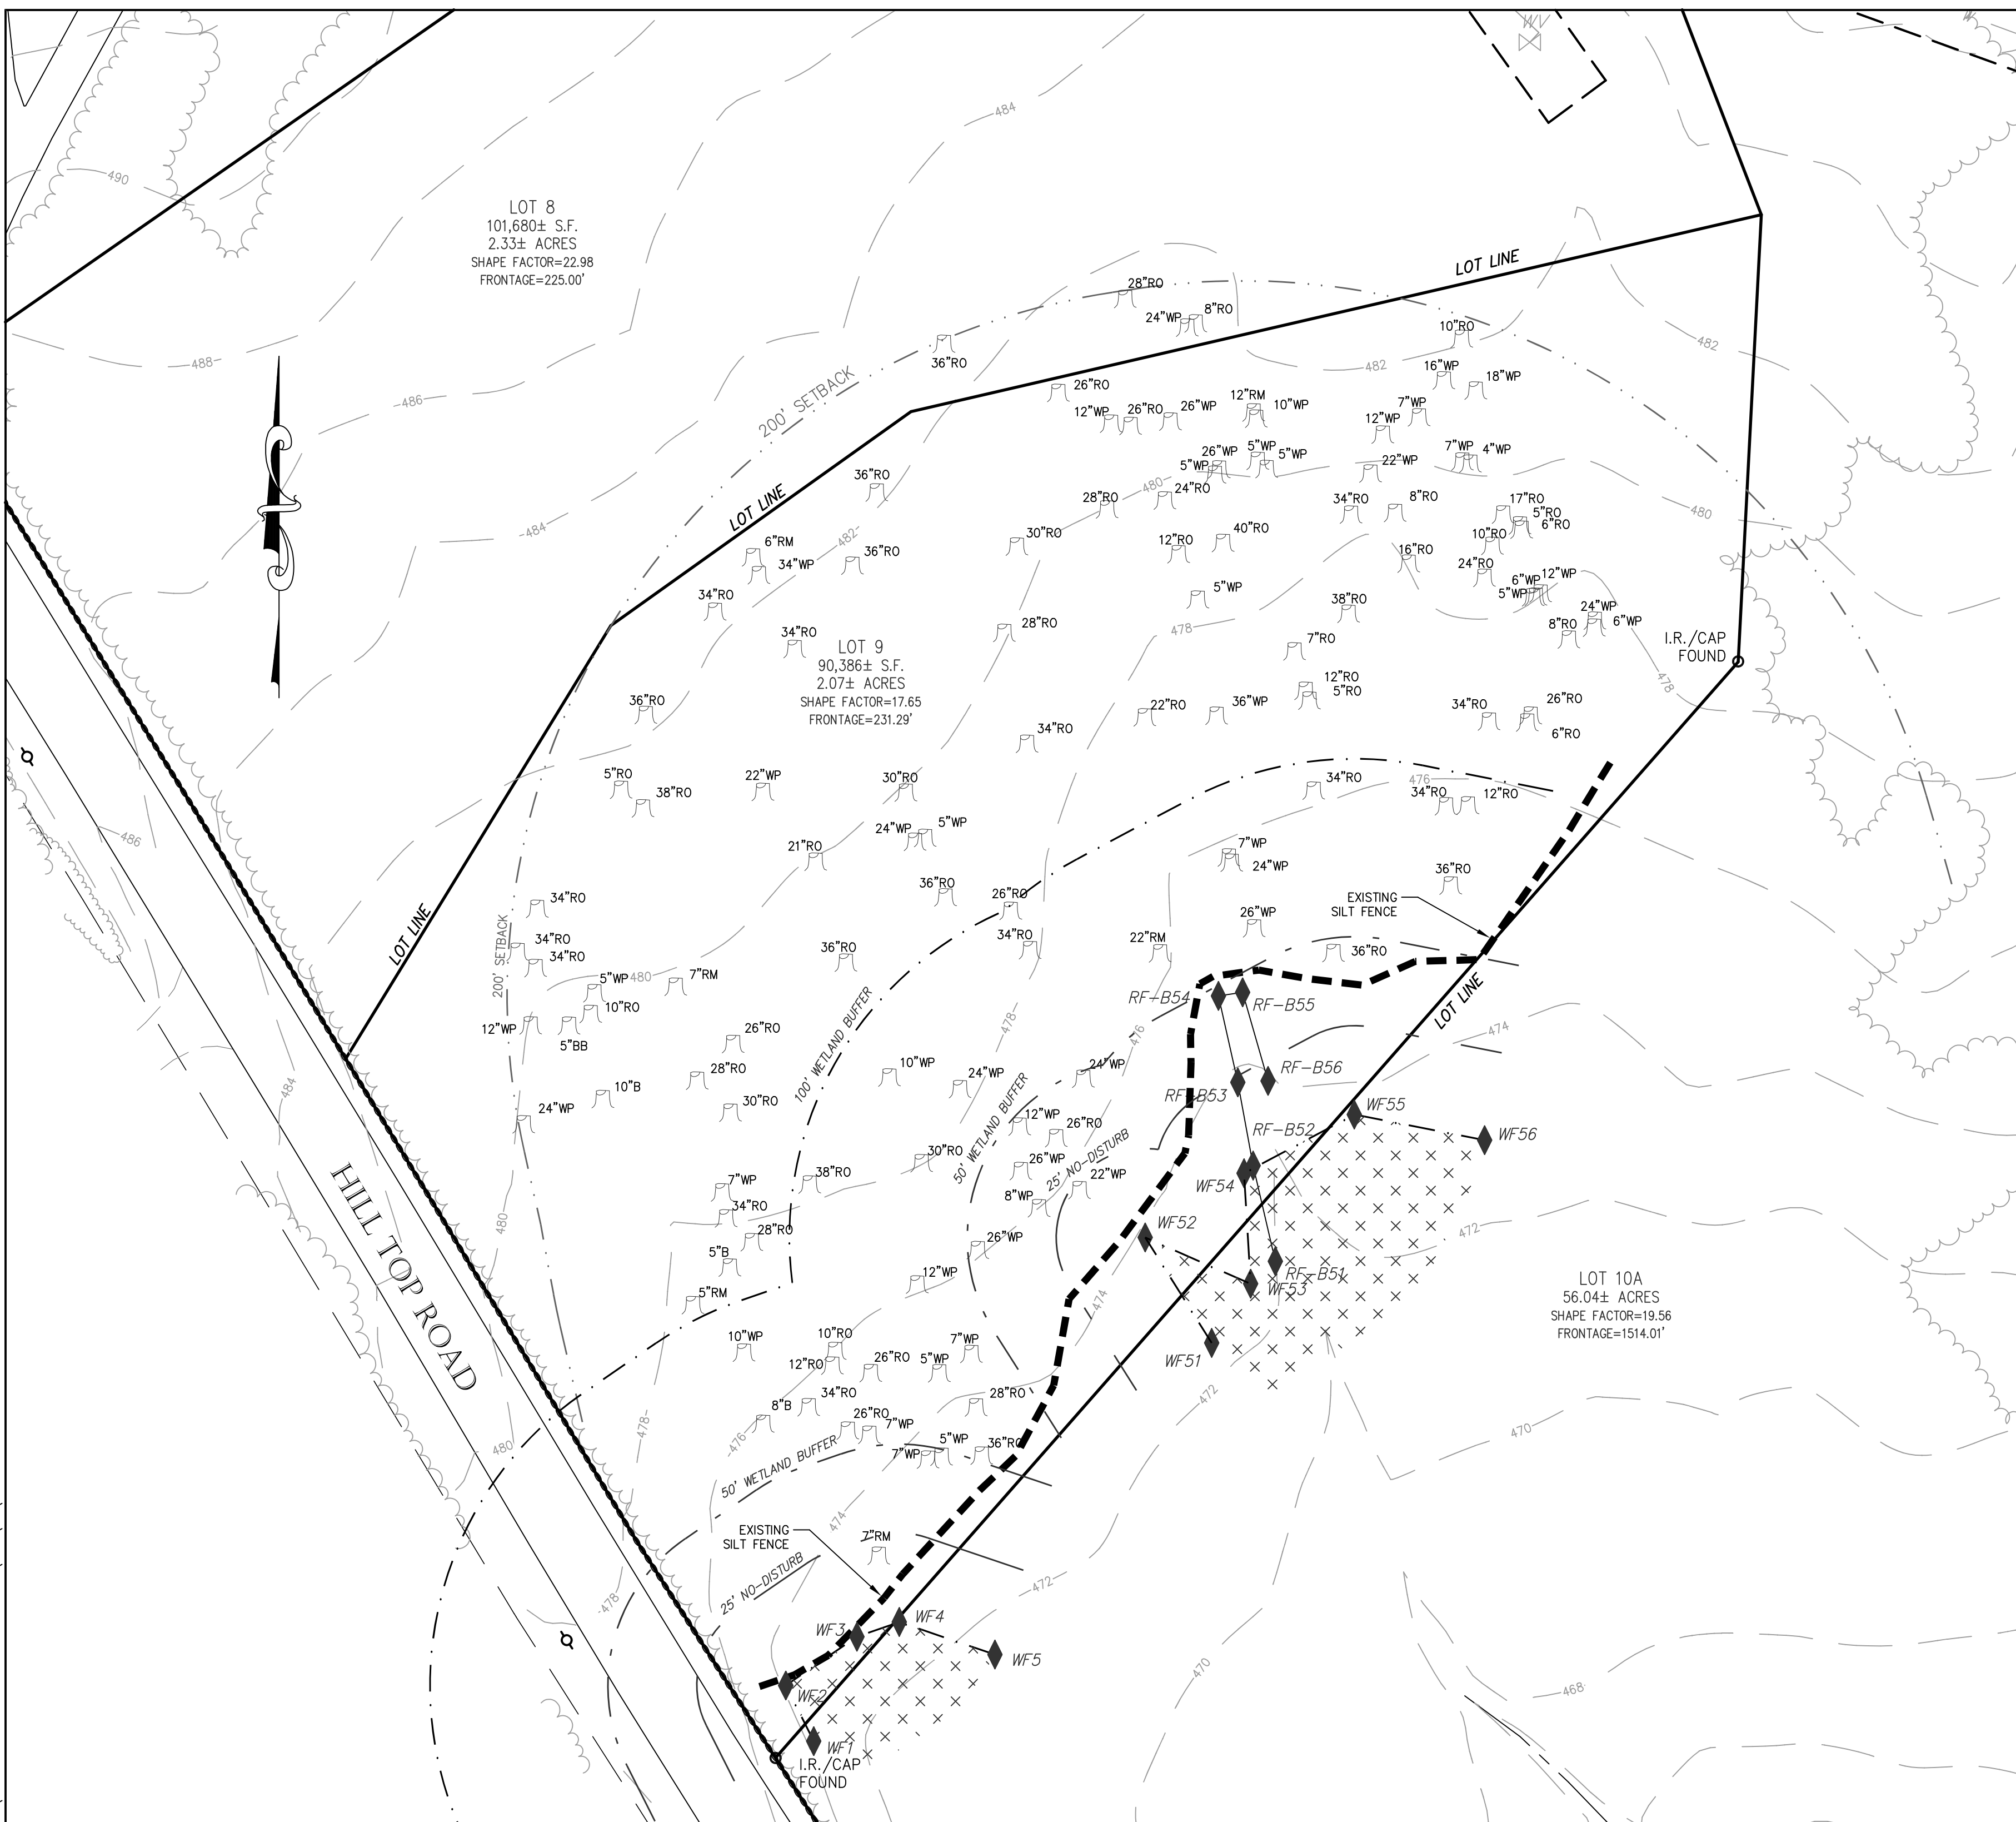 WV
484
490
LOT 8
101,680± S.F.
2.33± ACRES
SHAPE FACTOR=22.98
FRONTAGE=225.00'
LOT LINE
28"RO
24"WP
8"RO
10"RO
482
482
36"RO
488
486
200' SETBACK
26"RO
16"WP
18"WP
12"WP
26"RO
26"WP
12"RM
10"WP
7"WP
12"WP
26"WP
5"WP
5"WP
5"WP
7"WP
4"WP
22"WP
36"RO
LOT LINE
480
24"RO
28"RO
34"RO
8"RO
17"RO
5"RO
6"RO
480
484
482
6"RM
34"WP
36"RO
30"RO
12"RO
40"RO
10"RO
16"RO
24"RO
12"WP
6"WP
5"WP
5"WP
34"RO
38"RO
24"WP
6"WP
8"RO
34"RO
28"RO
478
7"RO
I.R./CAP
FOUND
LOT 9
90,386± S.F.
2.07± ACRES
SHAPE FACTOR=17.65
FRONTAGE=231.29'
12"RO
5"RO
478
36"RO
22"RO
36"WP
34"RO
26"RO
6"RO
34"RO
5"RO
38"RO
22"WP
30"RO
34"RO
476
34"RO
12"RO
486
24"WP
5"WP
21"RO
7"WP
24"WP
36"RO
36"RO
26"RO
EXISTING
SILT FENCE
34"RO
26"WP
LOT LINE
200' SETBACK
34"RO
34"RO
36"RO
34"RO
22"RM
36"RO
5"WP
480
7"RM
10"RO
12"WP
5"BB
26"RO
100' WETLAND BUFFER
478
476
RF-B54
RF-B55
LOT LINE
474
28"RO
10"WP
24"WP
24"WP
RF-B56
RF-B53
484
10"B
24"WP
30"RO
50' WETLAND BUFFER
12"WP
26"RO
25' NO-DISTURB
WF55
RF-B52
WF56
30"RO
26"WP
22"WP
WF54
7"WP
38"RO
8"WP
HILL TOP ROAD
480
34"RO
28"RO
5"B
26"WP
WF52
472
RF-B51
WF53
12"WP
5"RM
474
LOT 10A
56.04± ACRES
SHAPE FACTOR=19.56
FRONTAGE=1514.01'
10"WP
10"RO
12"RO
26"RO
5"WP
7"WP
WF51
34"RO
28"RO
472
8"B
26"RO
7"WP
478
476
480
5"WP
7"WP
36"RO
470
50' WETLAND BUFFER
474
EXISTING
SILT FENCE
7"RM
25' NO-DISTURB
472
478
WF3
WF4
WF5
470
468
WF2
WF1
I.R./CAP
FOUND